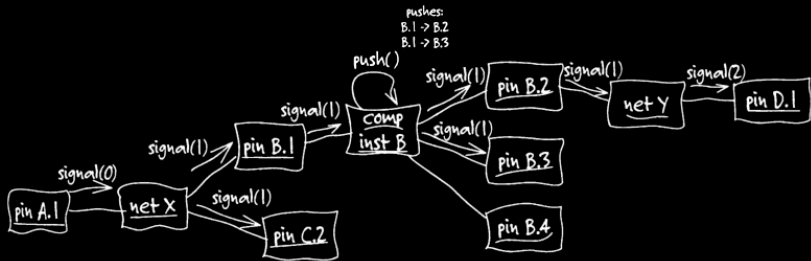 pushes:
B.1 -> B.2
B.1 -> B.3
push()
signal(1)
pin B.2
signal(1)
net Y
signal(2)
pin D.1
signal(1)
comp
inst B
signal(1)
pin B.3
signal(1)
pin B.1
signal(0)
pin A.1
net X
signal(1)
pin C.2
pin B.4